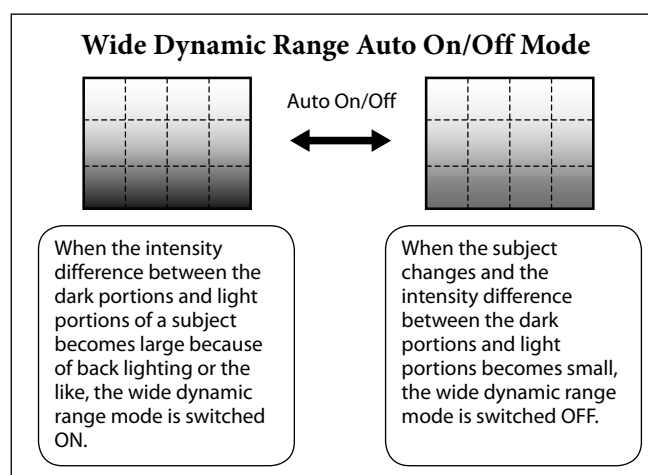 Wide Dynamic Range Auto On/Off Mode
Auto On/Off
When the intensity
difference between the
dark portions and light
portions of a subject
becomes large because
of back lighting or the
like, the wide dynamic
range mode is switched
ON.
When the subject
changes and the
intensity difference
between the dark
portions and light
portions becomes small,
the wide dynamic range
mode is switched OFF.